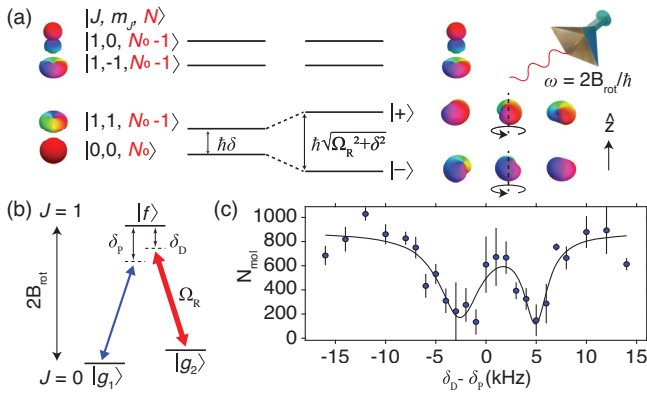 (a)
|J, m_J, N⟩
|1,0, N₀-1⟩
|1,-1,N₀-1⟩
|1,1, N₀-1⟩
|0,0, N₀⟩
ħδ
ħ√Ω_R²+δ²
|+⟩
|−⟩
ω = 2B_rot/ħ
ẑ
(b)
J = 1
|f⟩
δ_P
δ_D
2B_rot
Ω_R
J = 0
|g₁⟩
|g₂⟩
(c)
N_mol
1000
800
600
400
200
0
-15 -10 -5 0 5 10 15
δ_D- δ_P(kHz)